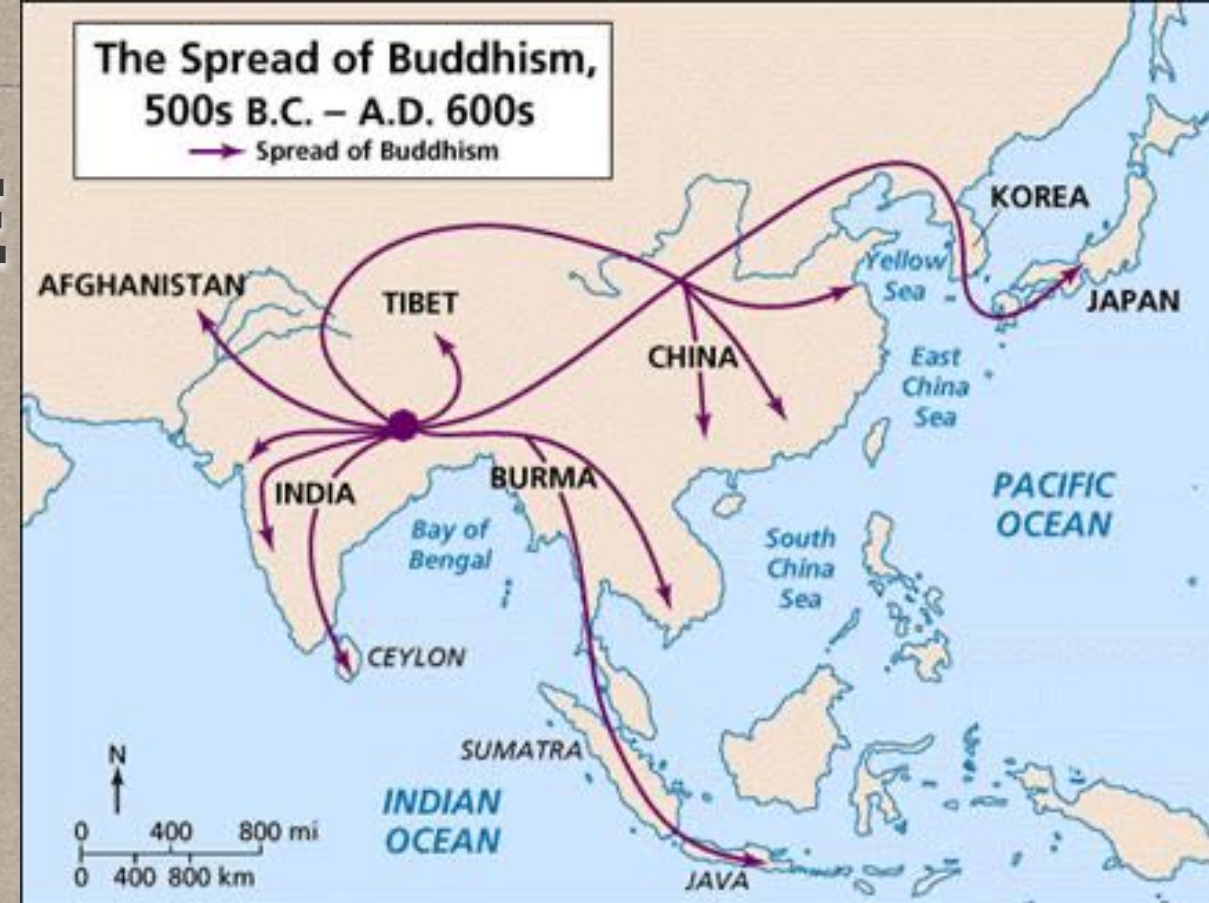 The Spread of Buddhism,
500s B.C. – A.D. 600s
Spread of Buddhism
KOREA
AFGHANISTAN
TIBET
Yellow
Sea
JAPAN
CHINA
East
China
Sea
INDIA
BURMA
PACIFIC
OCEAN
Bay of
Bengal
South
China
Sea
CEYLON
SUMATRA
N
INDIAN
OCEAN
0 400 800 mi
0 400 800 km
JAVA